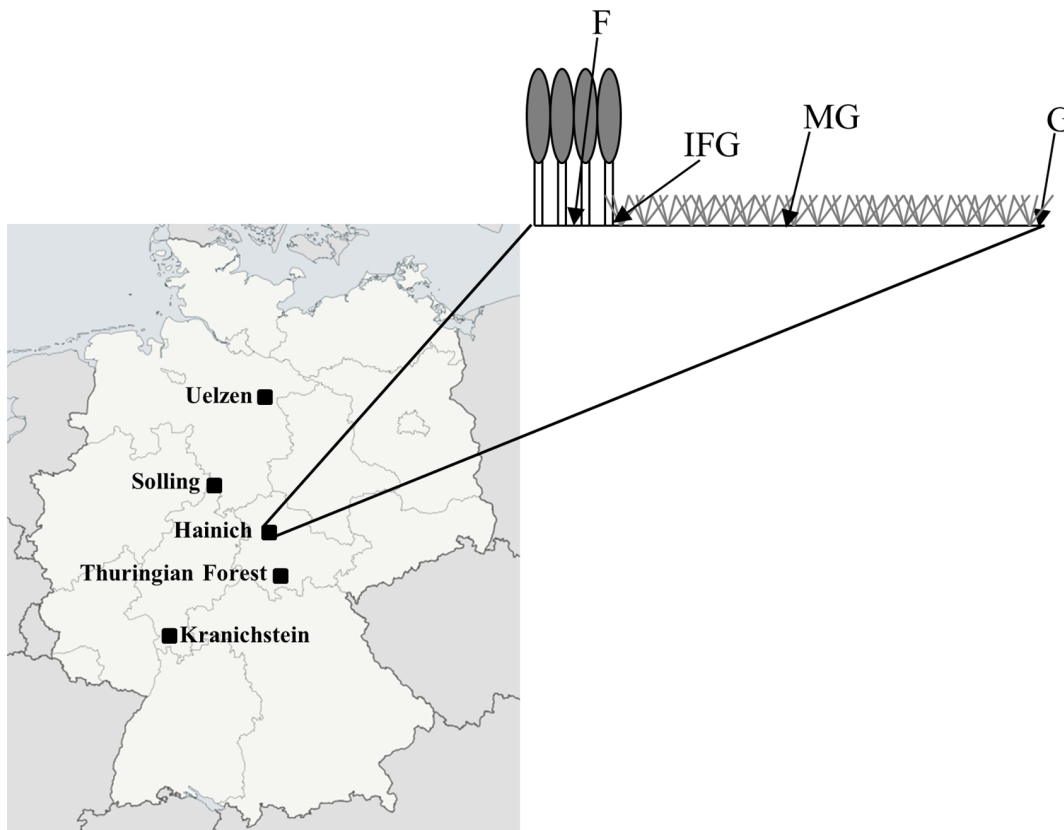 F
IFG
MG
G
Uelzen
Solling
Hainich
Thuringian Forest
Kranichstein